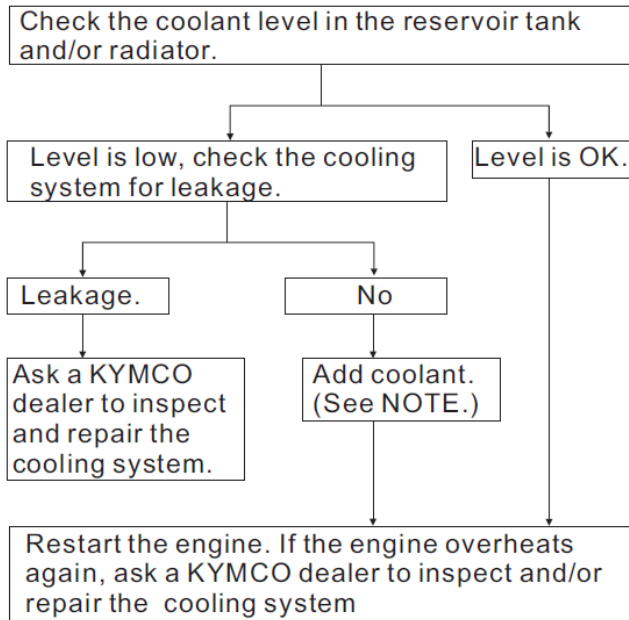 Check the coolant level in the reservoir tank
and/or radiator.
Level is low, check the cooling
system for leakage.
Level is OK.
Leakage.
No
Ask a KYMCO
dealer to inspect
and repair the
cooling system.
Add coolant.
(See NOTE.)
Restart the engine. If the engine overheats
again, ask a KYMCO dealer to inspect and/or
repair the  cooling system